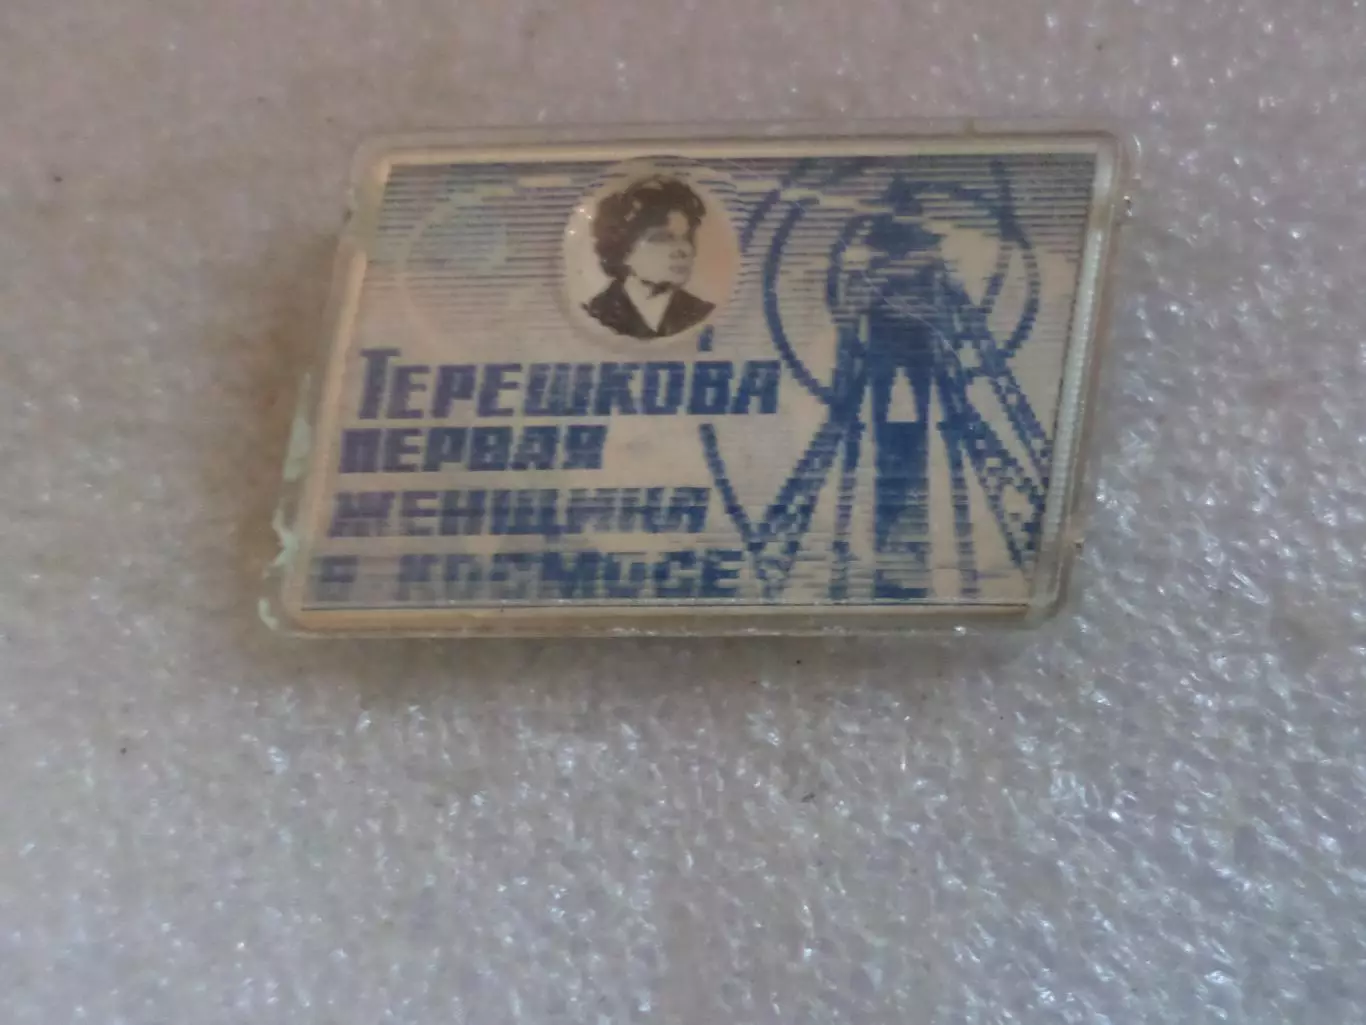 Терешкова
первая
женщина
в космосе